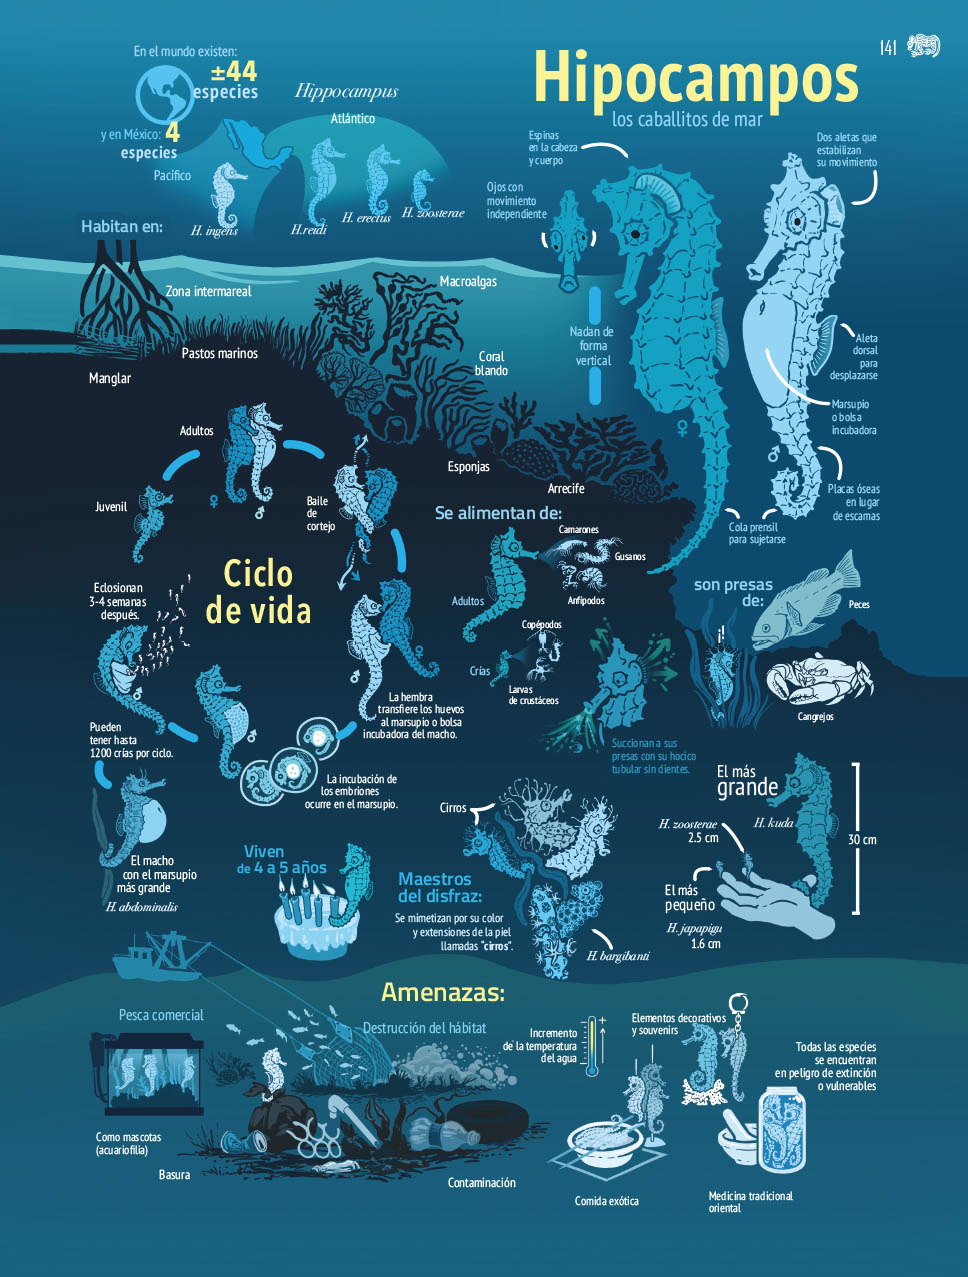 141
Hipocampos
los caballitos de mar
En el mundo existen:
±44
especies
y en México: 4
especies
Hippocampus
Atlántico
Pacífico
H. ingens
H.reidi
H. erectus
H. zoosterae
Espinas
en la cabeza
y cuerpo
Dos aletas que
estabilizan
su movimiento
Ojos con
movimiento
independiente
Nadan de
forma
vertical
Aleta
dorsal
para
desplazarse
Marsupio
o bolsa
incubadora
♀
♂
Placas óseas
en lugar
de escamas
Cola prensil
para sujetarse
Habitan en:
Zona intermareal
Macroalgas
Pastos marinos
Manglar
Coral
blando
Esponjas
Arrecife
Ciclo
de vida
Adultos
♀
♂
Baile
de
cortejo
♀
♂
La hembra
transfiere los huevos
al marsupio o bolsa
incubadora del macho.
La incubación de
los embriones
ocurre en el marsupio.
♂
Juvenil
Eclosionan
3-4 semanas
después.
♂
Pueden
tener hasta
1200 crías por ciclo.
El macho
con el marsupio
más grande
H. abdominalis
Se alimentan de:
Camarones
Gusanos
Anfípodos
Adultos
Copépodos
Crías
Larvas
de crustáceos
Succionan a sus
presas con su hocico
tubular sin dientes.
son presas
de:
¡!
Peces
Cangrejos
El más
grande
H. kuda
30 cm
H. zoosterae
2.5 cm
El más
pequeño
H. japapigu
1.6 cm
Viven
de 4 a 5 años
Cirros
Maestros
del disfraz:
Se mimetizan por su color
y extensiones de la piel
llamadas "cirros".
H. bargibanti
Amenazas:
Pesca comercial
Destrucción del hábitat
Incremento
de la temperatura
del agua
+
Elementos decorativos
y souvenirs
Todas las especies
se encuentran
en peligro de extinción
o vulnerables
Como mascotas
(acuariofilia)
Basura
Contaminación
Comida exótica
Medicina tradicional
oriental